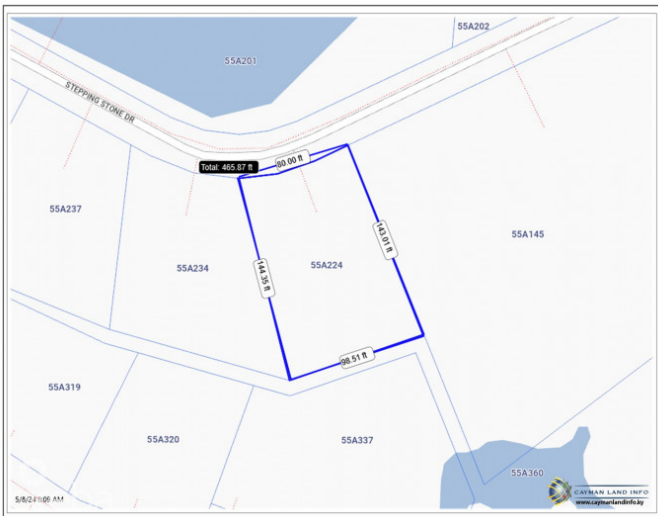 55A202
55A201
STEPPING STONE DR
Total: 465.87 ft
80.00 ft
55A237
55A234
144.35 ft
55A224
143.01 ft
55A145
98.51 ft
55A319
55A320
55A337
55A360
CAYMAN LAND INFO
www.caymanlandinfo.ky